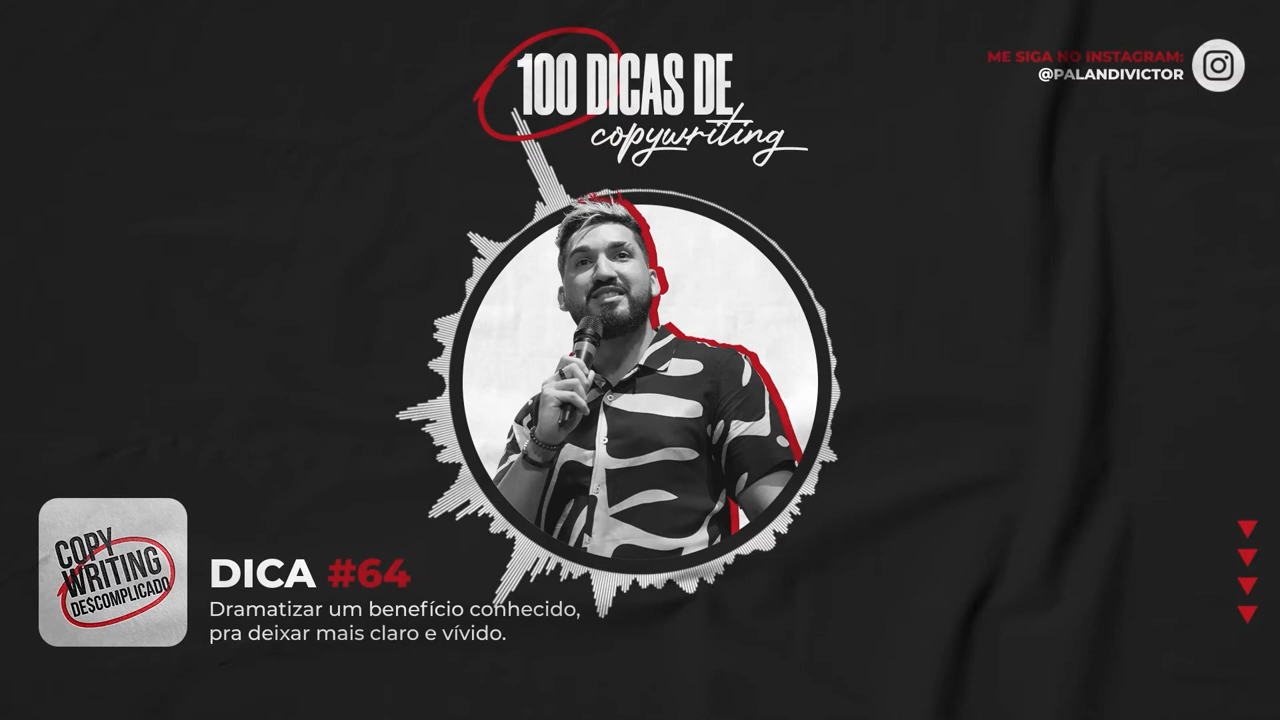 100 DICAS DE
copywriting
ME SIGA NO INSTAGRAM:
@PALANDIVICTOR
COPY
WRITING
DESCOMPLICADO
DICA #64
Dramatizar um benefício conhecido,
pra deixar mais claro e vívido.